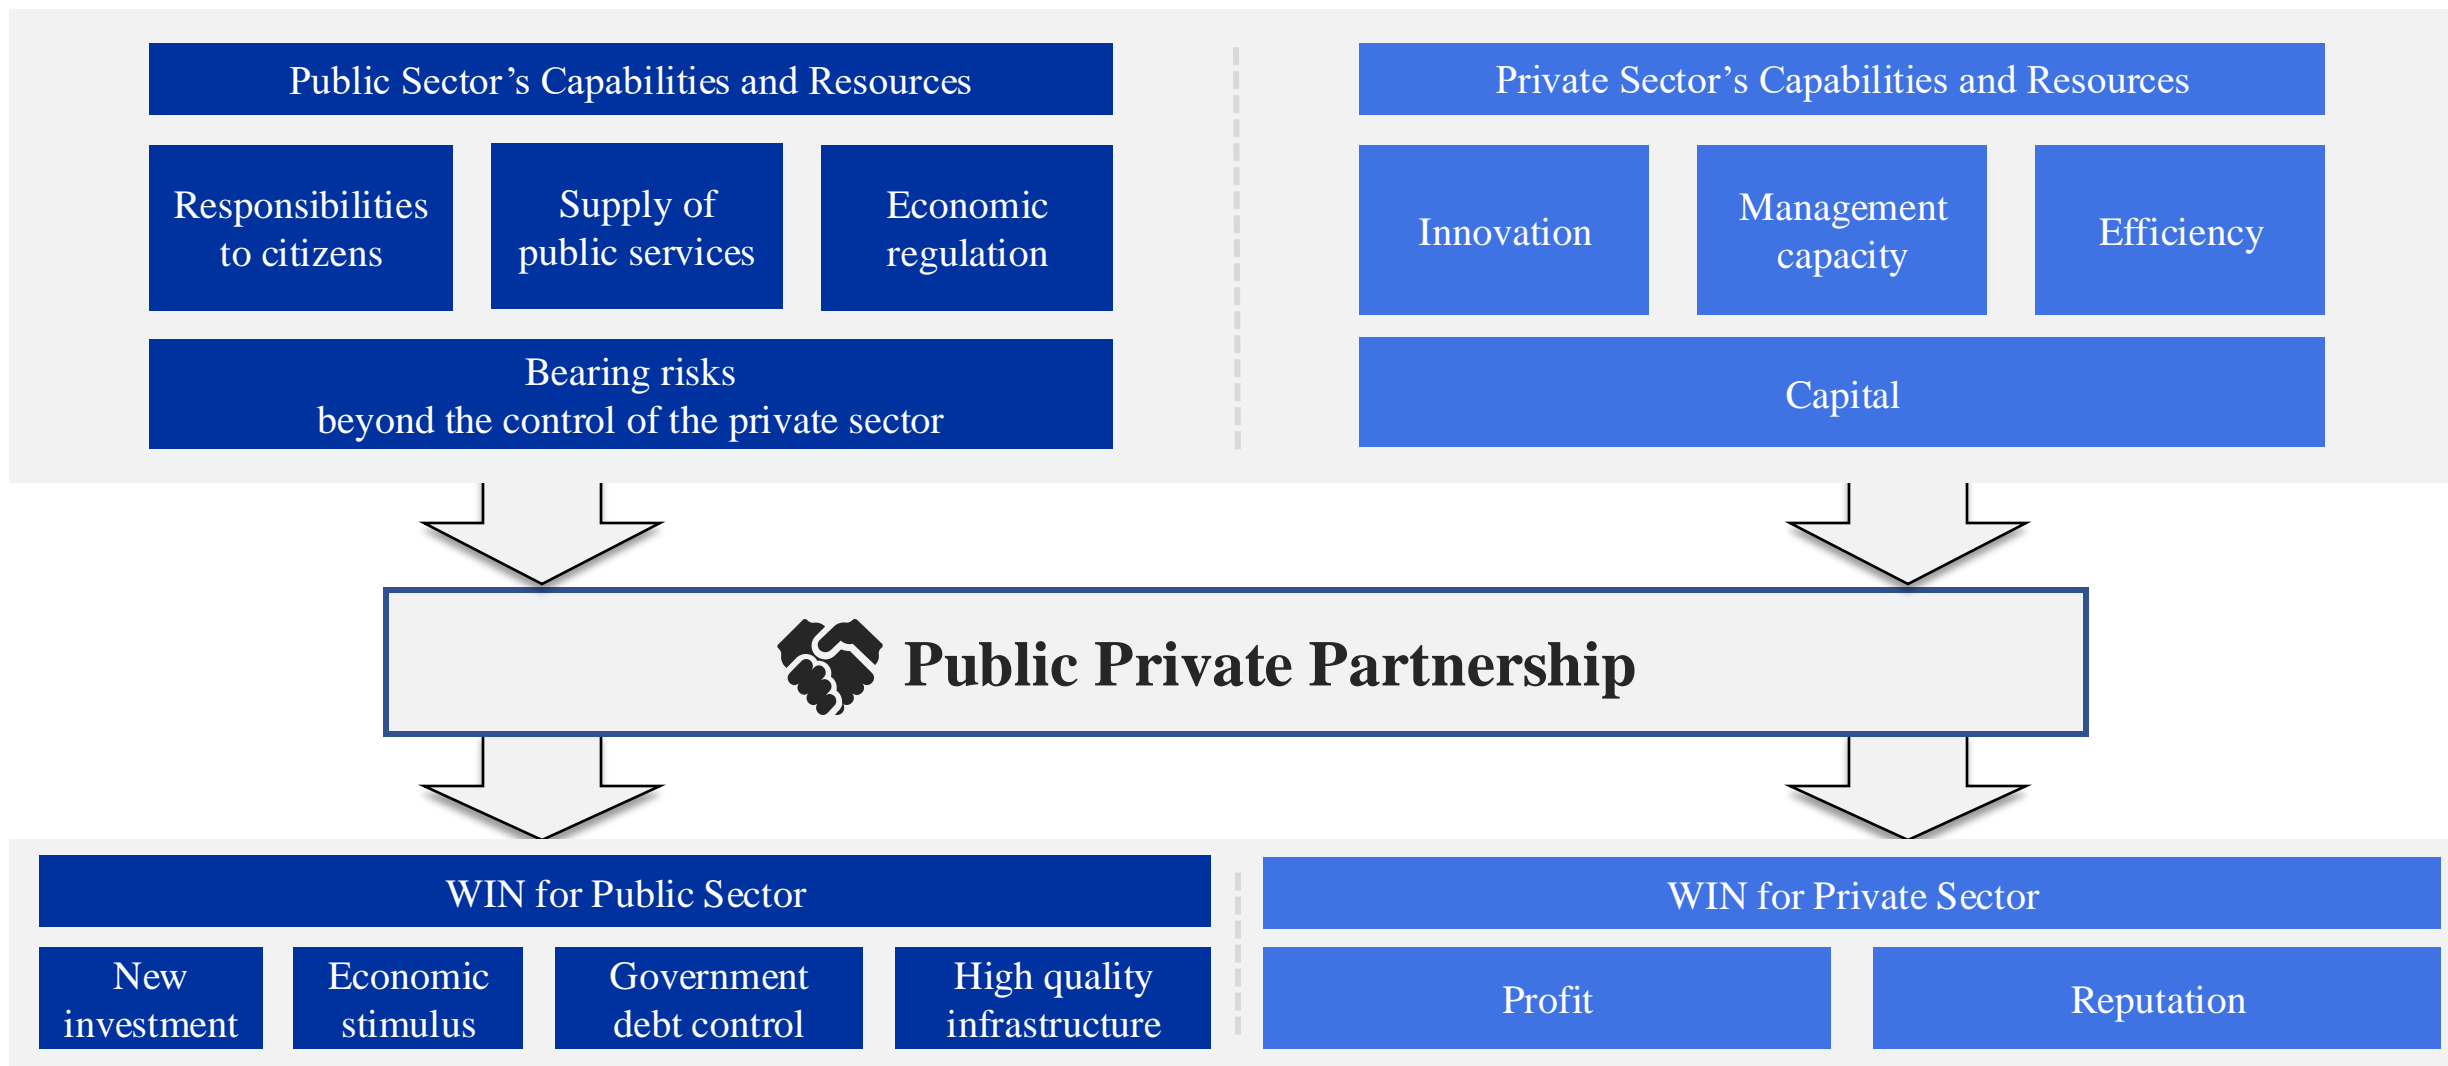 Public Sector’s Capabilities and Resources
Responsibilities
to citizens
Supply of
public services
Economic
regulation
Bearing risks
beyond the control of the private sector
Private Sector’s Capabilities and Resources
Innovation
Management
capacity
Efficiency
Capital
Public Private Partnership
WIN for Public Sector
New
investment
Economic
stimulus
Government
debt control
High quality
infrastructure
WIN for Private Sector
Profit
Reputation